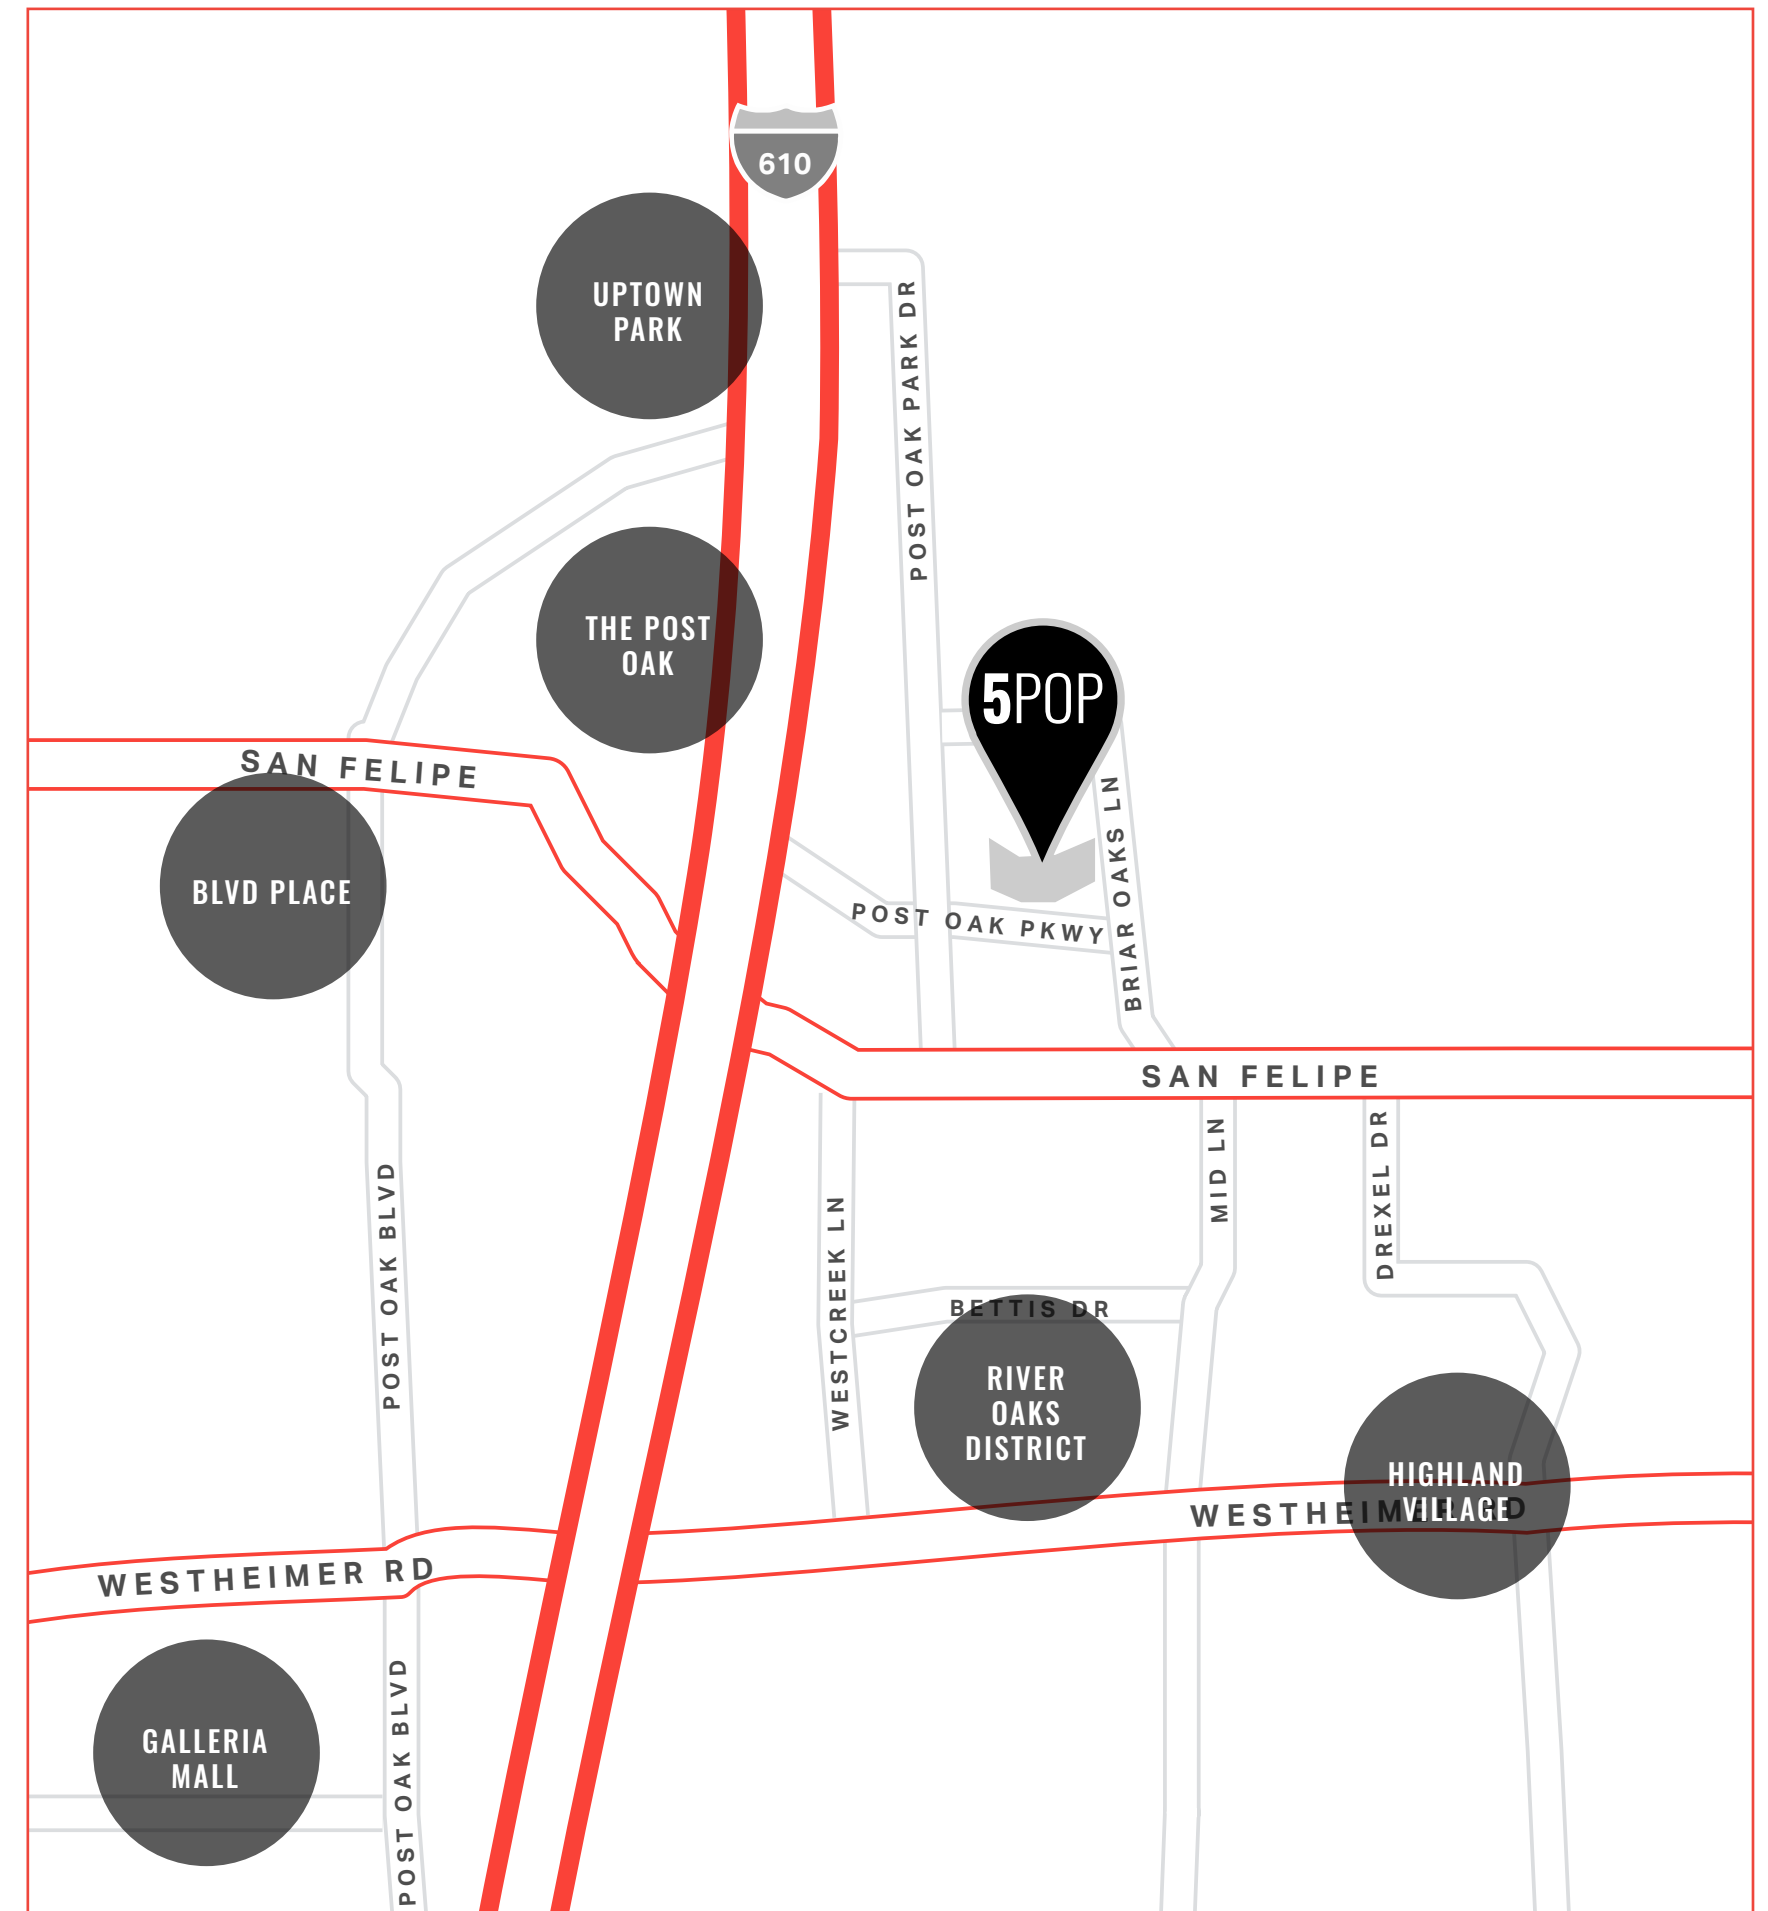 610
UPTOWN
PARK
POST OAK PARK DR
THE POST
OAK
5POP
SAN FELIPE
BLVD PLACE
BRIAR OAKS LN
POST OAK PKWY
SAN FELIPE
MID LN
DREXEL DR
POST OAK BLVD
WESTCREEK LN
BETTIS DR
RIVER
OAKS
DISTRICT
HIGHLAND
VILLAGE
WESTHEIMER RD
WESTHEIMER RD
POST OAK BLVD
GALLERIA
MALL